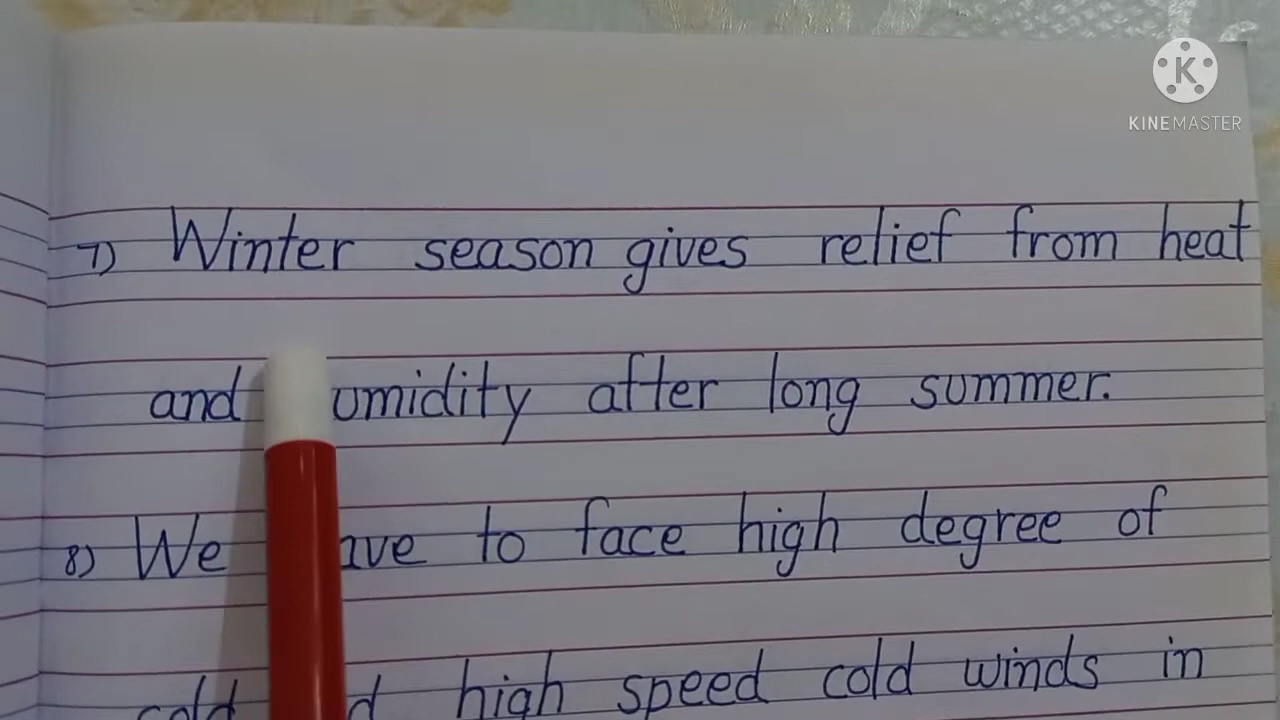 KINEMASTER
7) Winter season gives relief from heat
and umidity after long summer.
8) We ave to face high degree of
cold d high speed cold winds in